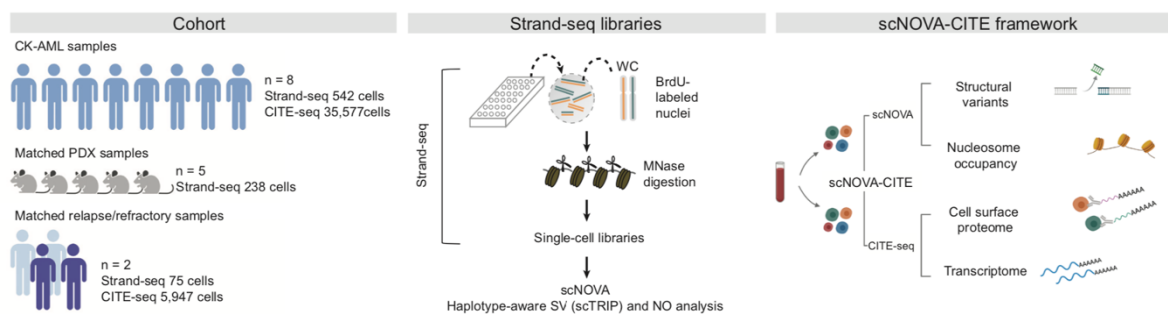 Cohort
CK-AML samples
n = 8
Strand-seq 542 cells
CITE-seq 35,577cells
Matched PDX samples
n = 5
Strand-seq 238 cells
Matched relapse/refractory samples
n = 2
Strand-seq 75 cells
CITE-seq 5,947 cells
Strand-seq libraries
Strand-seq
WC
BrdU-
labeled
nuclei
MNase
digestion
Single-cell libraries
scNOVA
Haplotype-aware SV (scTRIP) and NO analysis
scNOVA-CITE framework
scNOVA-CITE
scNOVA
Structural
variants
Nucleosome
occupancy
CITE-seq
Cell surface
proteome
Transcriptome